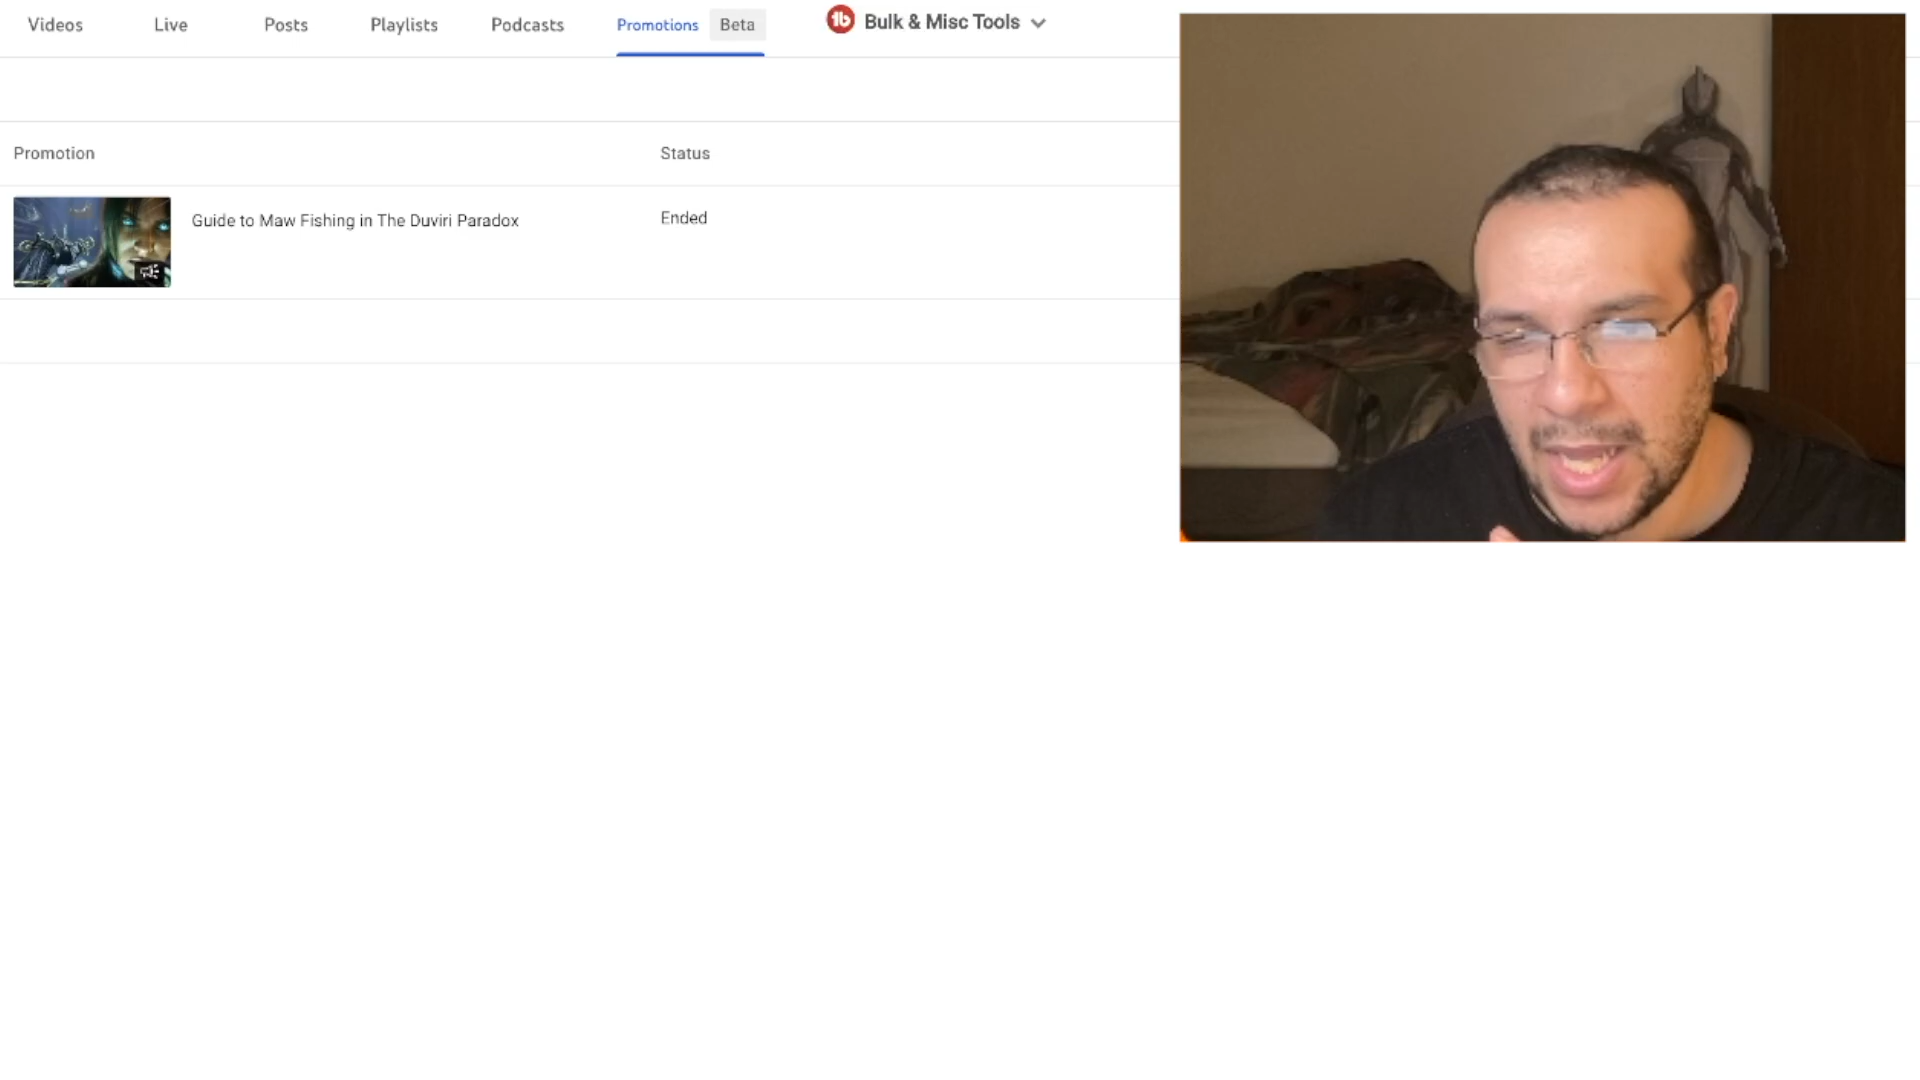 Videos Live Posts Playlists Podcasts Promotions Beta Bulk & Misc Tools
Promotion Status
Guide to Maw Fishing in The Duviri Paradox Ended